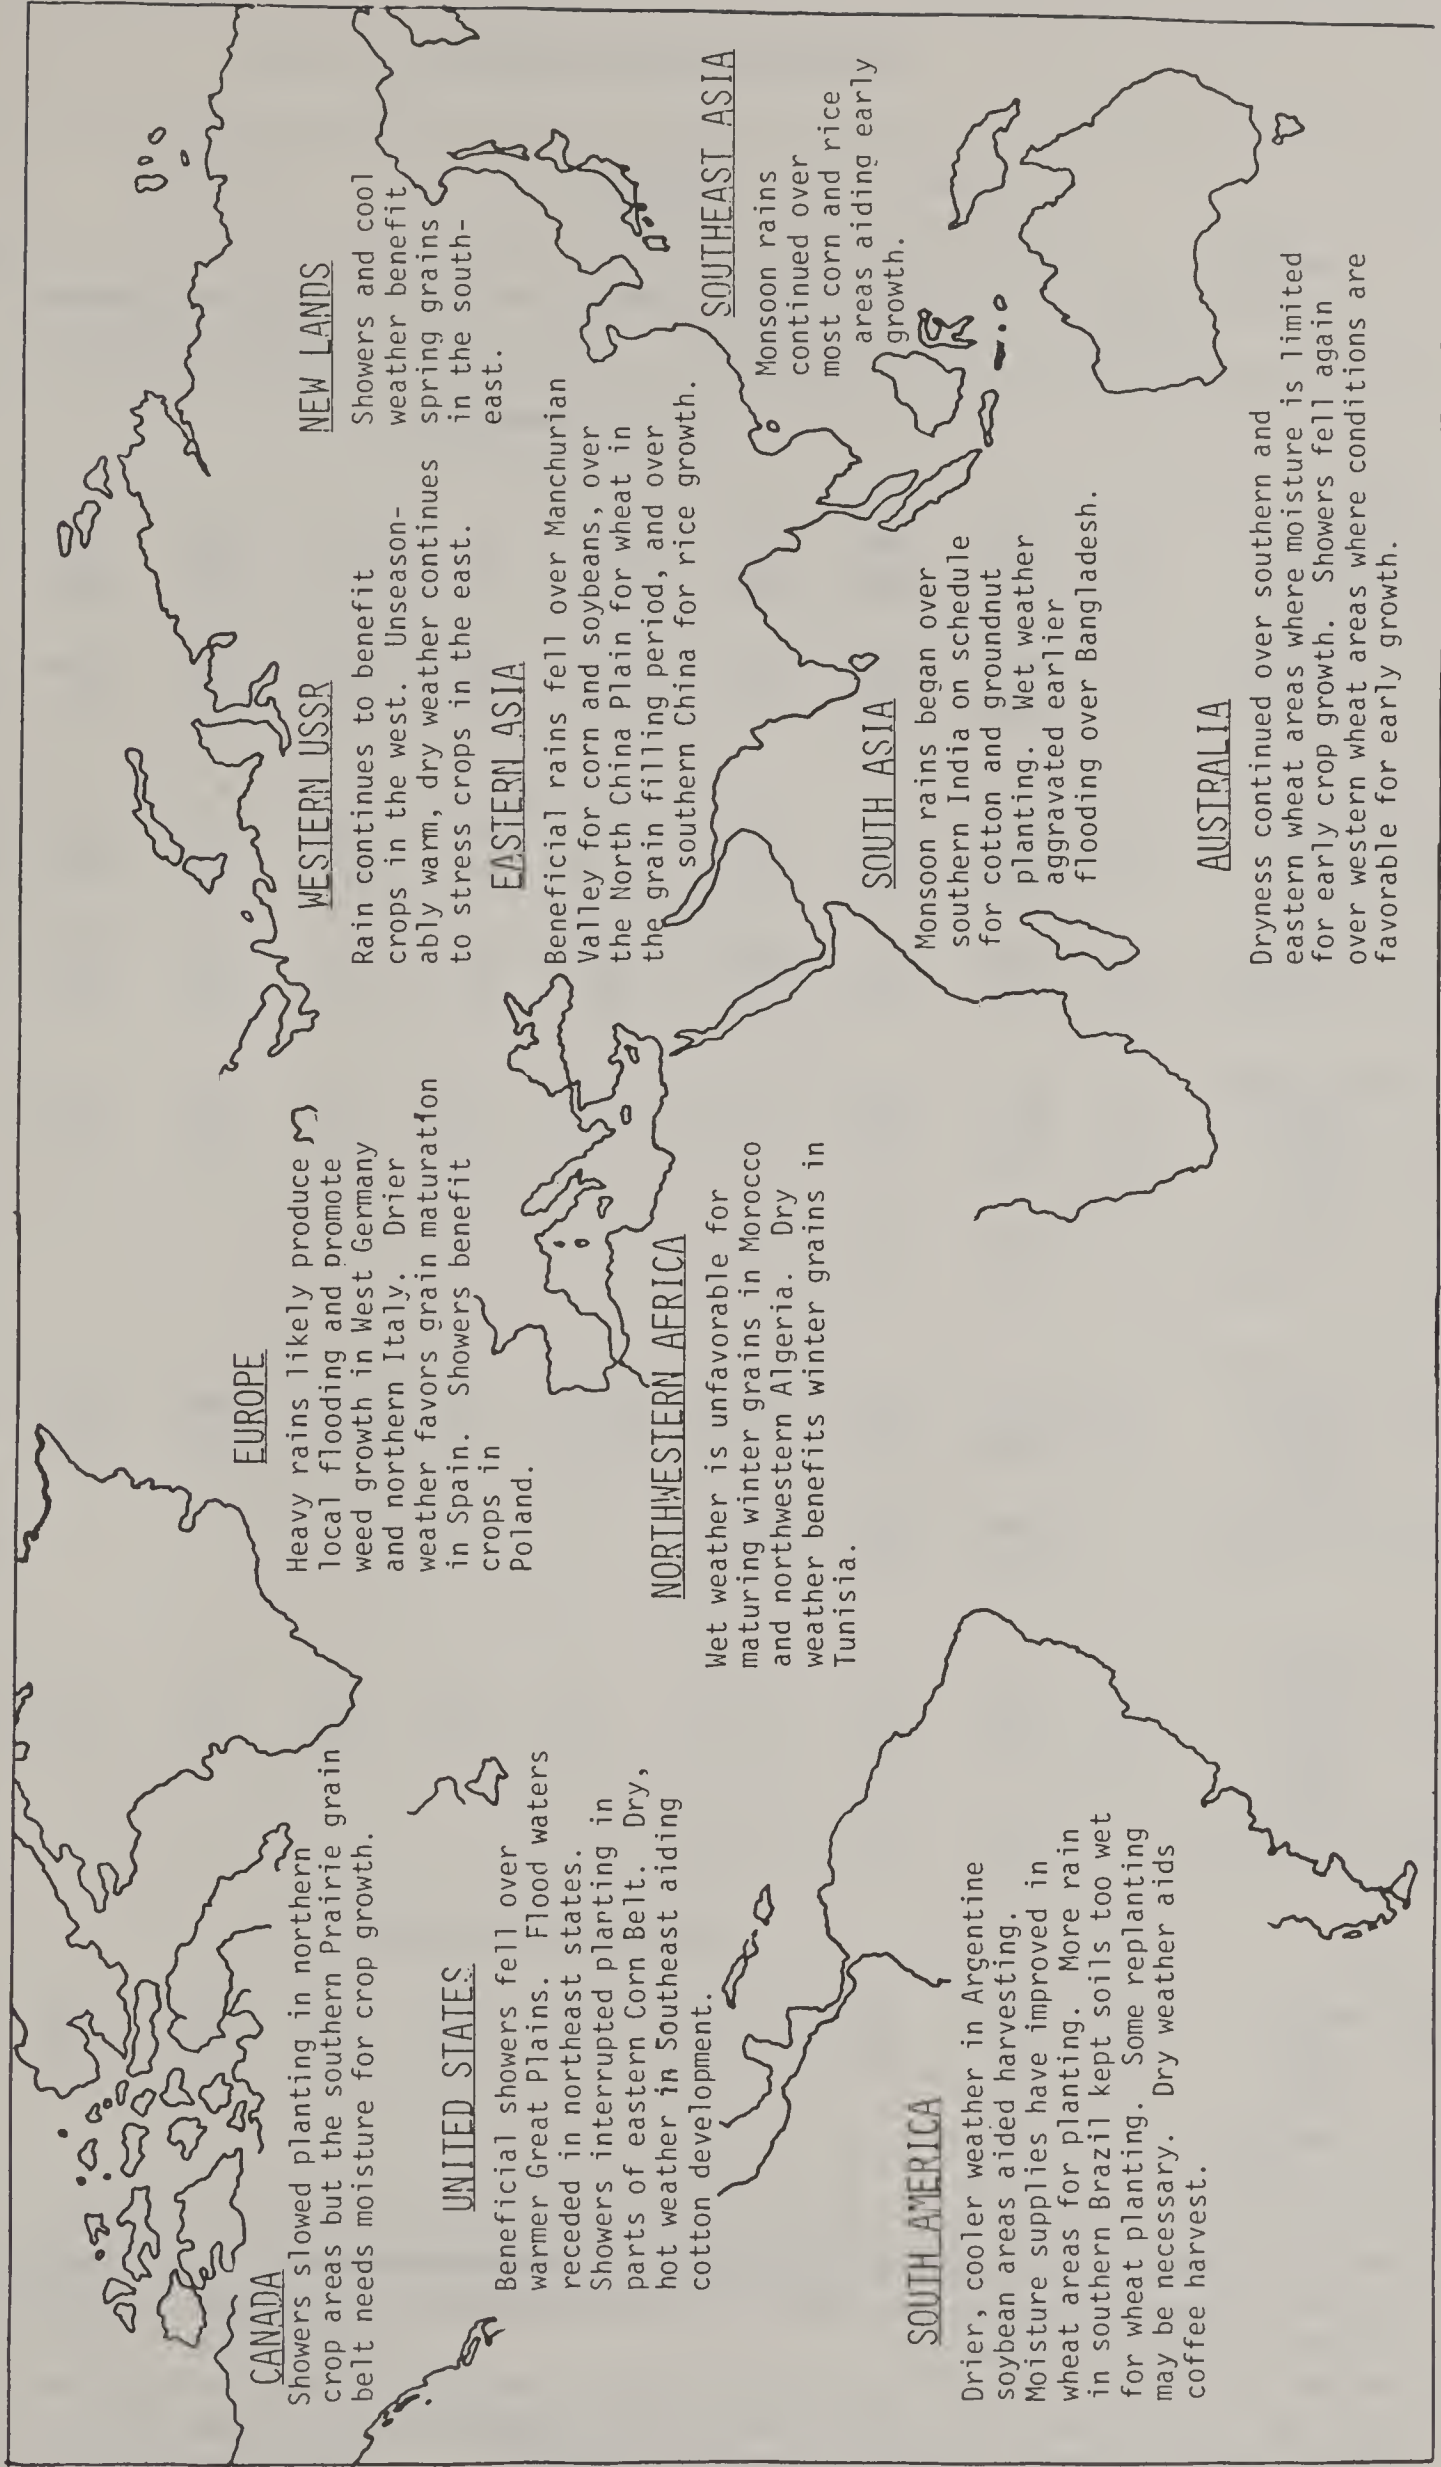 CANADA
Showers slowed planting in northern
crop areas but the southern Prairie grain
belt needs moisture for crop growth.
UNITED STATES
Beneficial showers fell over
warmer Great Plains.  Flood waters
receded in northeast states.
Showers interrupted planting in
parts of eastern Corn Belt.  Dry,
hot weather in Southeast aiding
cotton development.
SOUTH AMERICA
Drier, cooler weather in Argentine
soybean areas aided harvesting.
Moisture supplies have improved in
wheat areas for planting.  More rain
in southern Brazil kept soils too wet
for wheat planting.  Some replanting
may be necessary.  Dry weather aids
coffee harvest.
EUROPE
Heavy rains likely produce
local flooding and promote
weed growth in West Germany
and northern Italy.  Drier
weather favors grain maturation
in Spain.  Showers benefit
crops in
Poland.
NORTHWESTERN AFRICA
Wet weather is unfavorable for
maturing winter grains in Morocco
and northwestern Algeria.  Dry
weather benefits winter grains in
Tunisia.
WESTERN USSR
Rain continues to benefit
crops in the west.  Unseason-
ably warm, dry weather continues
to stress crops in the east.
NEW LANDS
Showers and cool
weather benefit
spring grains
in the south-
east.
EASTERN ASIA
Beneficial rains fell over Manchurian
Valley for corn and soybeans, over
the North China Plain for wheat in
the grain filling period, and over
southern China for rice growth.
SOUTHEAST ASIA
Monsoon rains
continued over
most corn and rice
areas aiding early
growth.
SOUTH ASIA
Monsoon rains began over
southern India on schedule
for cotton and groundnut
planting.  Wet weather
aggravated earlier
flooding over Bangladesh.
AUSTRALIA
Dryness continued over southern and
eastern wheat areas where moisture is limited
for early crop growth.  Showers fell again
over western wheat areas where conditions are
favorable for early growth.